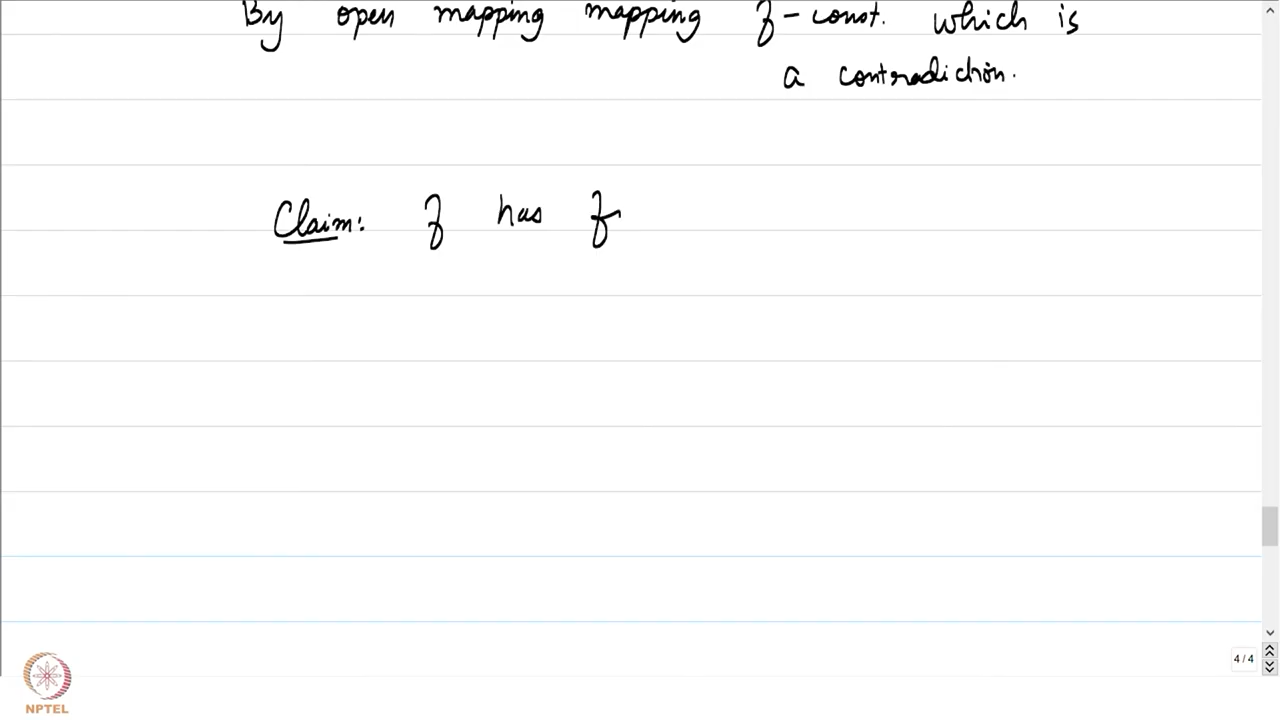 By open mapping mapping f - const. which is
a contradiction.
Claim: f has f
4 / 4
NPTEL